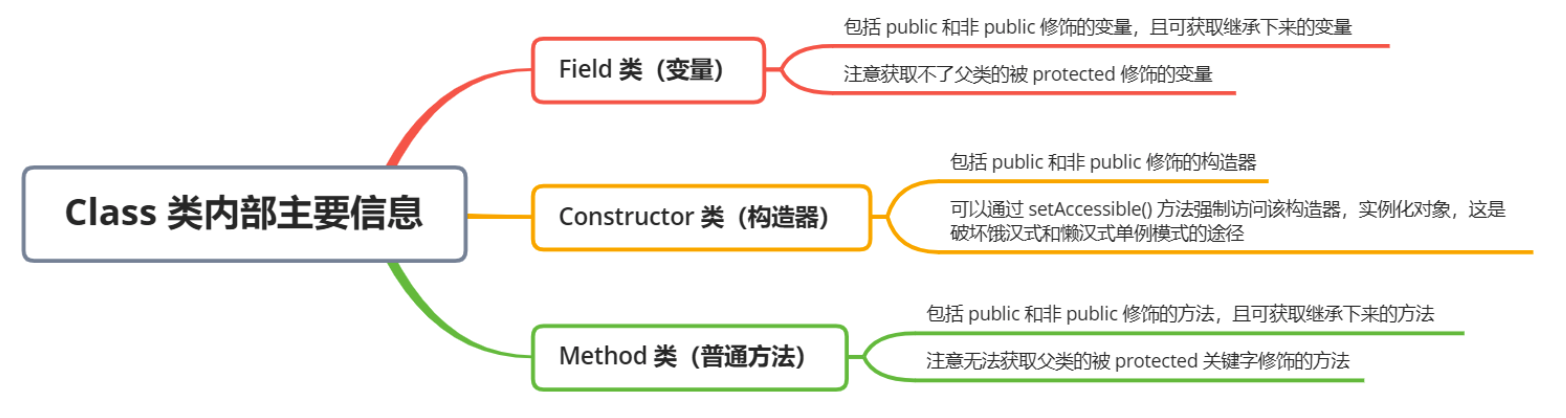 包括 public 和非 public 修饰的变量，且可获取继承下来的变量
Field 类（变量）
注意获取不了父类的被 protected 修饰的变量
包括 public 和非 public 修饰的构造器
Class 类内部主要信息
Constructor 类（构造器）
可以通过 setAccessible() 方法强制访问该构造器，实例化对象，这是
破坏饿汉式和懒汉式单例模式的途径
包括 public 和非 public 修饰的方法，且可获取继承下来的方法
Method 类（普通方法）
注意无法获取父类的被 protected 关键字修饰的方法